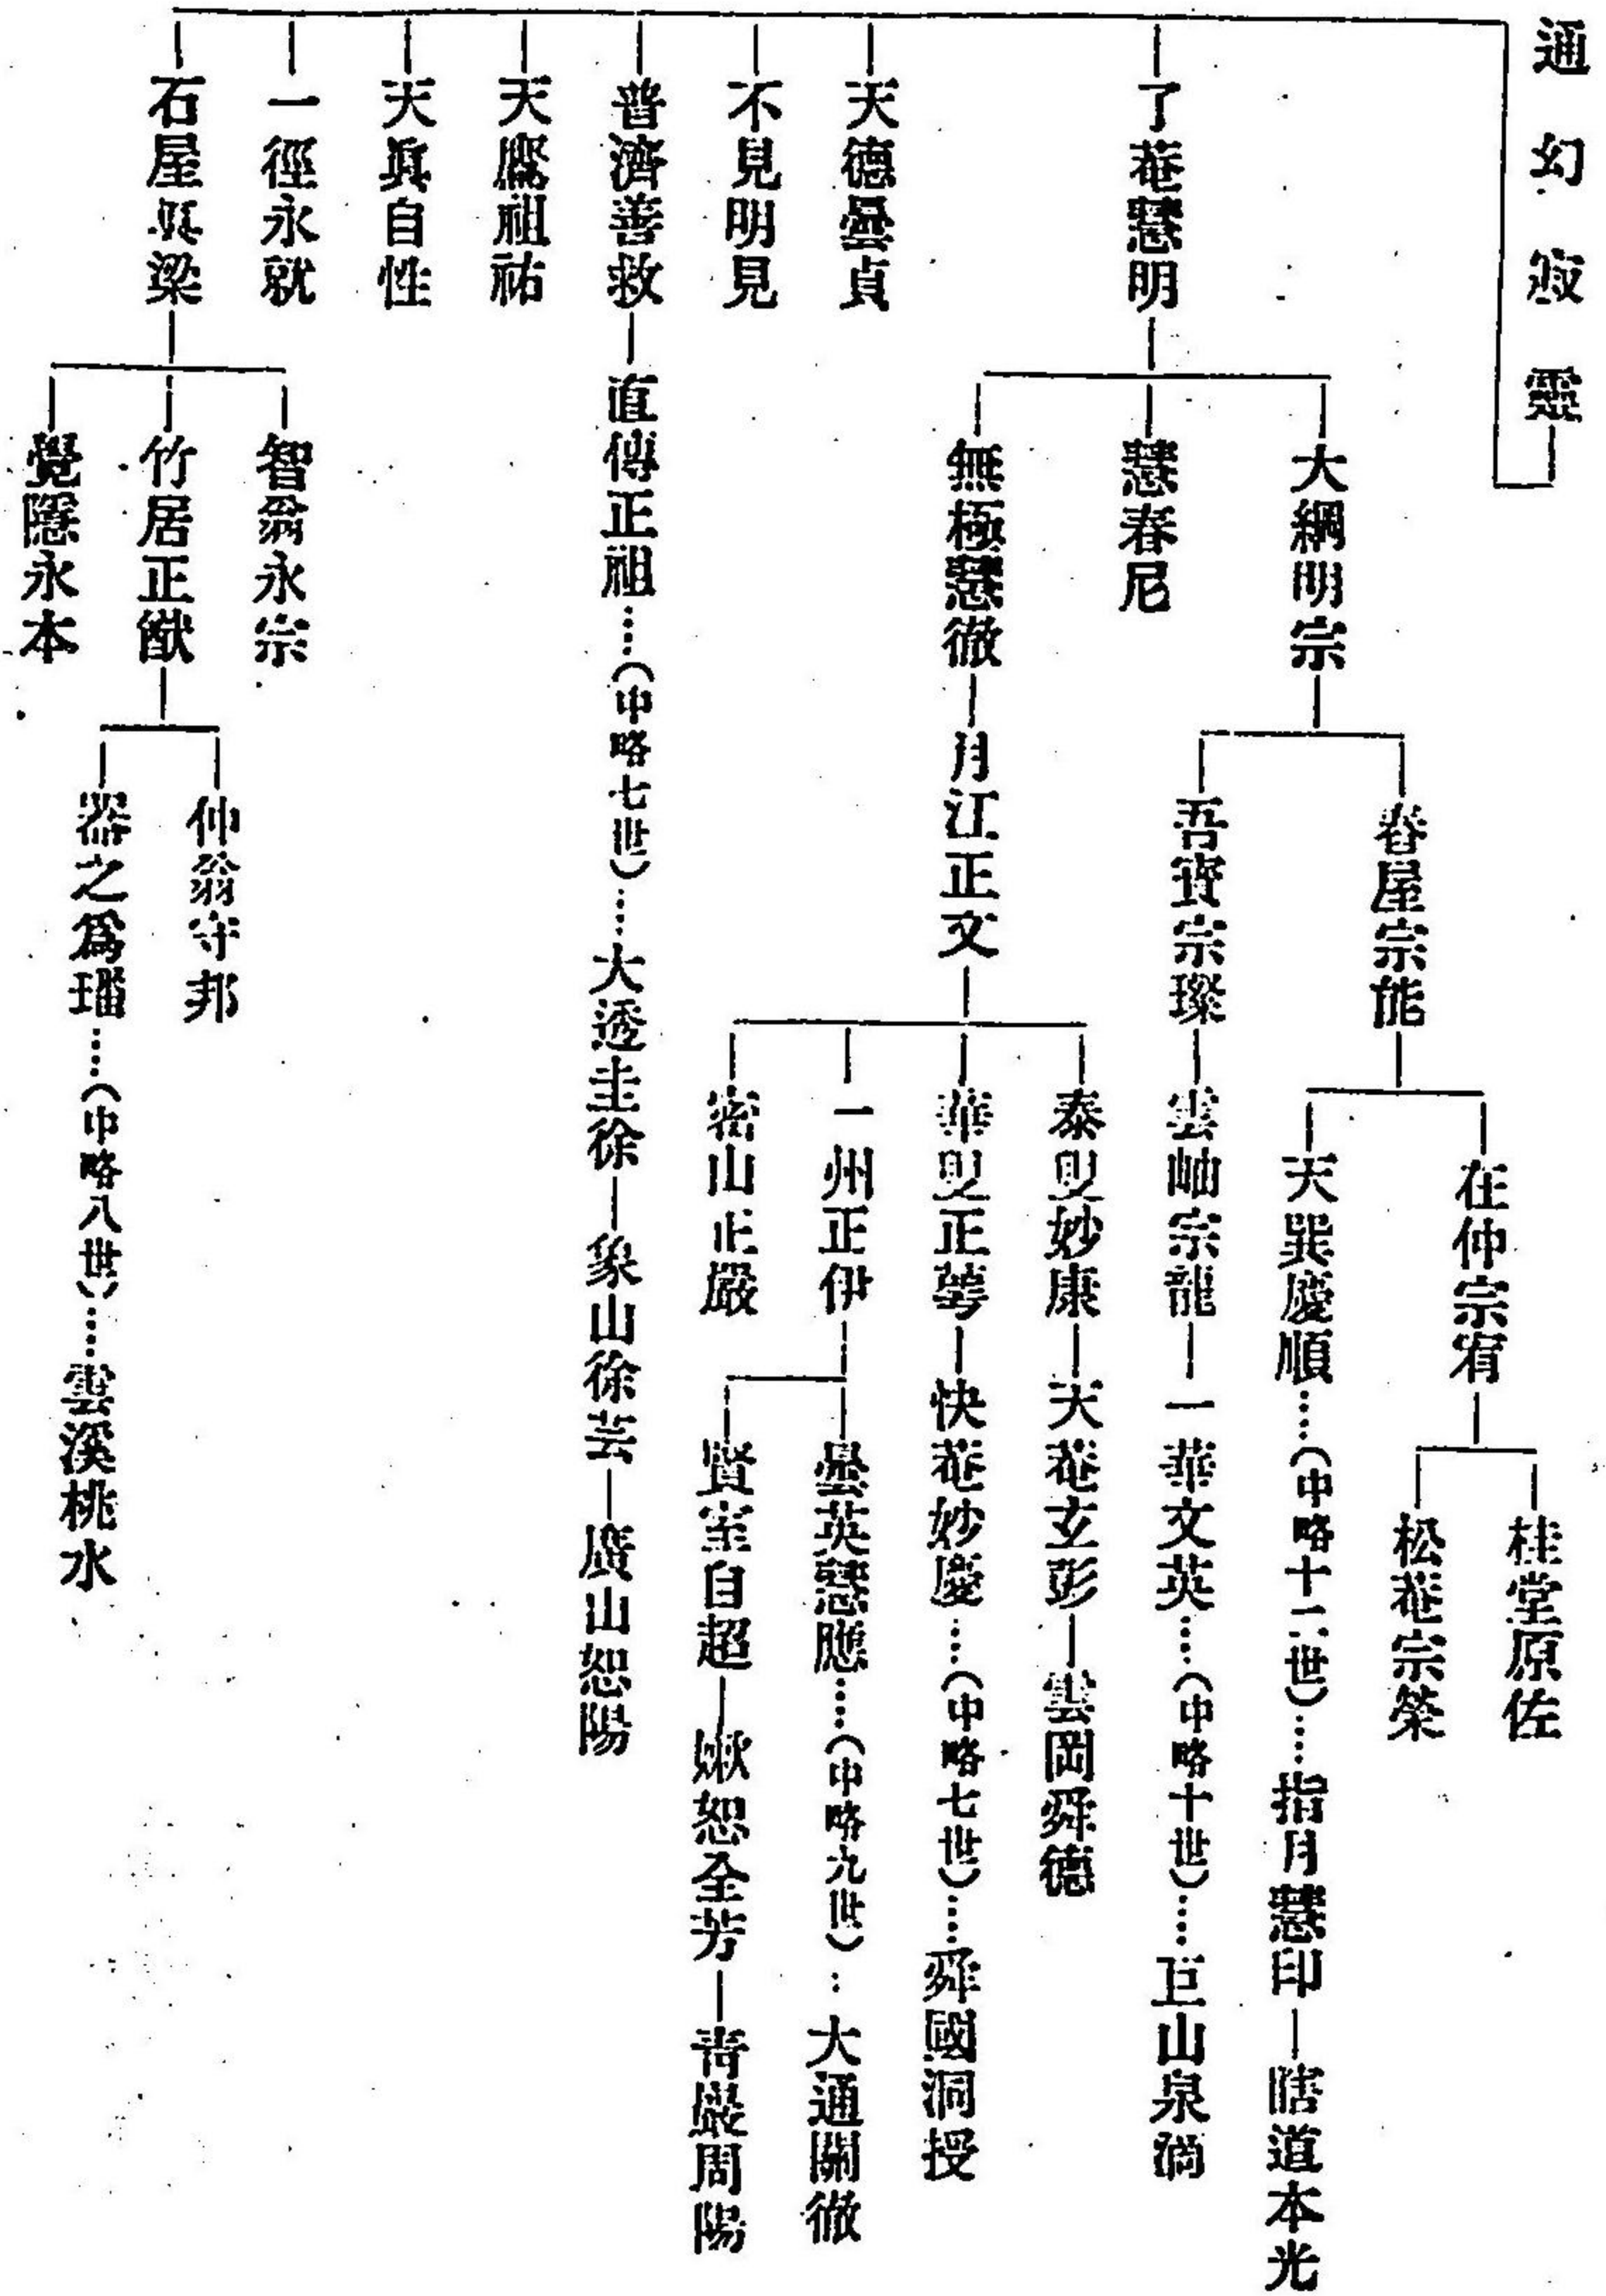 通幻寂靈
了菴慧明
大綱明宗
舂屋宗能
在仲宗宥
桂堂原佐
松菴宗榮
天巽慶順……(中略十二世)……指月慧印—瞎道本光
吾寶宗璨—雲岫宗龍—一華文英……(中略十世)……巨山泉滴
慧春尼
無極慧徹—月江正文
泰叟妙康—天菴玄彭—雲岡舜德
華叟正蕚—快菴妙慶……(中略七世)……舜國洞授
一州正伊
曇英慧應……(中略九世)…大通關徹
賢室自超—嫩恕全芳—靑巖周陽
密山正嚴
天德曇貞
不見明見
普濟善救—直傳正祖……(中略七世)……大透圭徐—象山徐芸—廣山恕陽
天鷹祖祐
天眞自性
一徑永就
石屋眞梁
智翁永宗
竹居正猷
仲翁守邦
器之爲璠……(中略八世)……雲溪桃水
覺隱永本